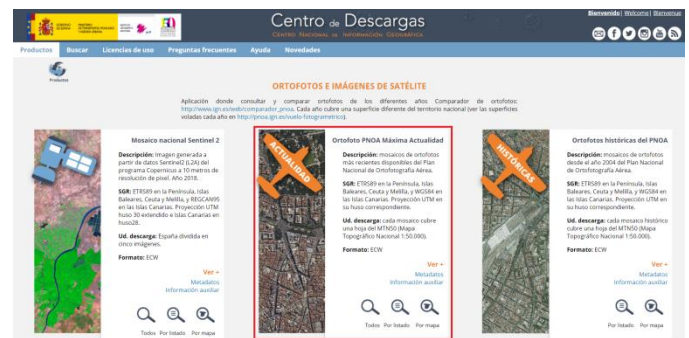 Bienvenido | Welcome | Bienvenue
Centro de Descargas
Centro Nacional de Información Geográfica
Productos Buscar Licencias de uso Preguntas frecuentes Ayuda Novedades
Productos
ORTOFOTOS E IMÁGENES DE SATÉLITE
Aplicación donde consultar y comparar ortofotos de los diferentes años Comparador de ortofotos:
http://www.ign.es/web/comparador_pnoa. Cada año cubre una superficie diferente del territorio nacional (ver las superficies
voladas cada año en http://pnoa.ign.es/vuelo-fotogrametrico).
Mosaico nacional Sentinel 2
Descripción: Imagen generada a
partir de datos Sentinel2 (L2A) del
programa Copernicus a 10 metros de
resolución de píxel. Año 2018.
SGR: ETRS89 en la Península, Islas
Baleares, Ceuta y Melilla, y REGCAN95
en las Islas Canarias. Proyección UTM
huso 30 extendido e Islas Canarias en
huso28.
Ud. descarga: España dividida en
cinco imágenes.
Formato: ECW
Ver +
Metadatos
Información auxiliar
Todos Por listado Por mapa
ACTUALIDAD
Ortofoto PNOA Máxima Actualidad
Descripción: mosaicos de ortofotos
más recientes disponibles del Plan
Nacional de Ortofotografía Aérea.
SGR: ETRS89 en la Península, Islas
Baleares, Ceuta y Melilla, y WGS84 en
las Islas Canarias. Proyección UTM en
su huso correspondiente.
Ud. descarga: cada mosaico cubre
una hoja del MTN50 (Mapa
Topográfico Nacional 1:50.000).
Formato: ECW
Ver +
Metadatos
Información auxiliar
Todos Por listado Por mapa
HISTÓRICAS
Ortofotos históricas del PNOA
Descripción: mosaicos de ortofotos
desde el año 2004 del Plan Nacional
de Ortofotografía Aérea.
SGR: ETRS89 en la Península, Islas
Baleares, Ceuta y Melilla, y WGS84 en
las Islas Canarias. Proyección UTM en
su huso correspondiente.
Ud. descarga: cada mosaico histórico
cubre una hoja del MTN50 (Mapa
Topográfico Nacional 1:50.000).
Formato: ECW
Ver +
Metadatos
Información auxiliar
Por listado Por mapa